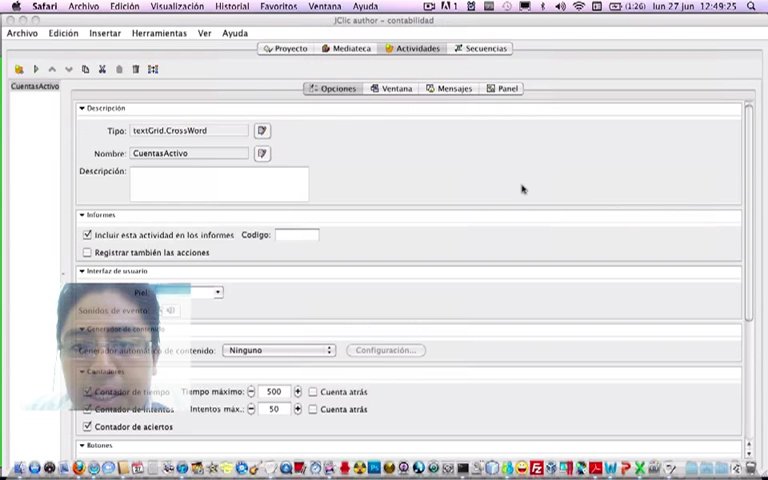 Safari Archivo Edición Visualización Historial Favoritos Ventana Ayuda (1:26) lun 27 jun 12:49:25
JClic author - contabilidad
Archivo Edición Insertar Herramientas Ver Ayuda
Proyecto Mediateca Actividades Secuencias
CuentasActivo
Opciones Ventana Mensajes Panel
Descripción
Tipo: textGrid.CrossWord
Nombre: CuentasActivo
Descripción:
Informes
Incluir esta actividad en los informes Codigo:
Registrar también las acciones
Interfaz de usuario
Piel:
Sonidos de evento:
Generador de contenido
Generador automático de contenido: Ninguno Configuración...
Contadores
Contador de tiempo Tiempo máximo: 500 Cuenta atrás
Contador de intentos Intentos máx.: 50 Cuenta atrás
Contador de aciertos
Botones